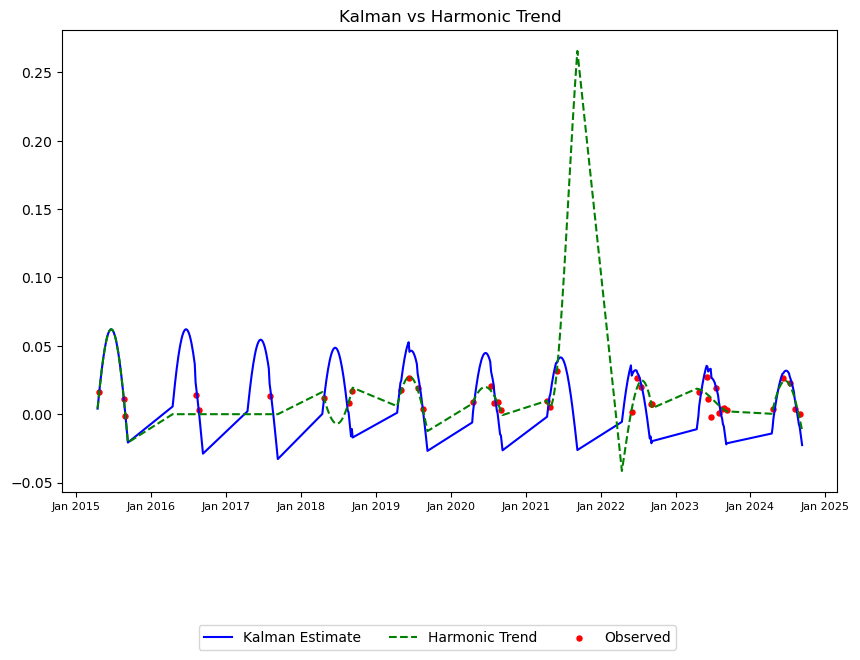 Kalman vs Harmonic Trend
0.25
0.20
0.15
0.10
0.05
0.00
−0.05
Jan 2015 Jan 2016 Jan 2017 Jan 2018 Jan 2019 Jan 2020 Jan 2021 Jan 2022 Jan 2023 Jan 2024 Jan 2025
Kalman Estimate Harmonic Trend Observed